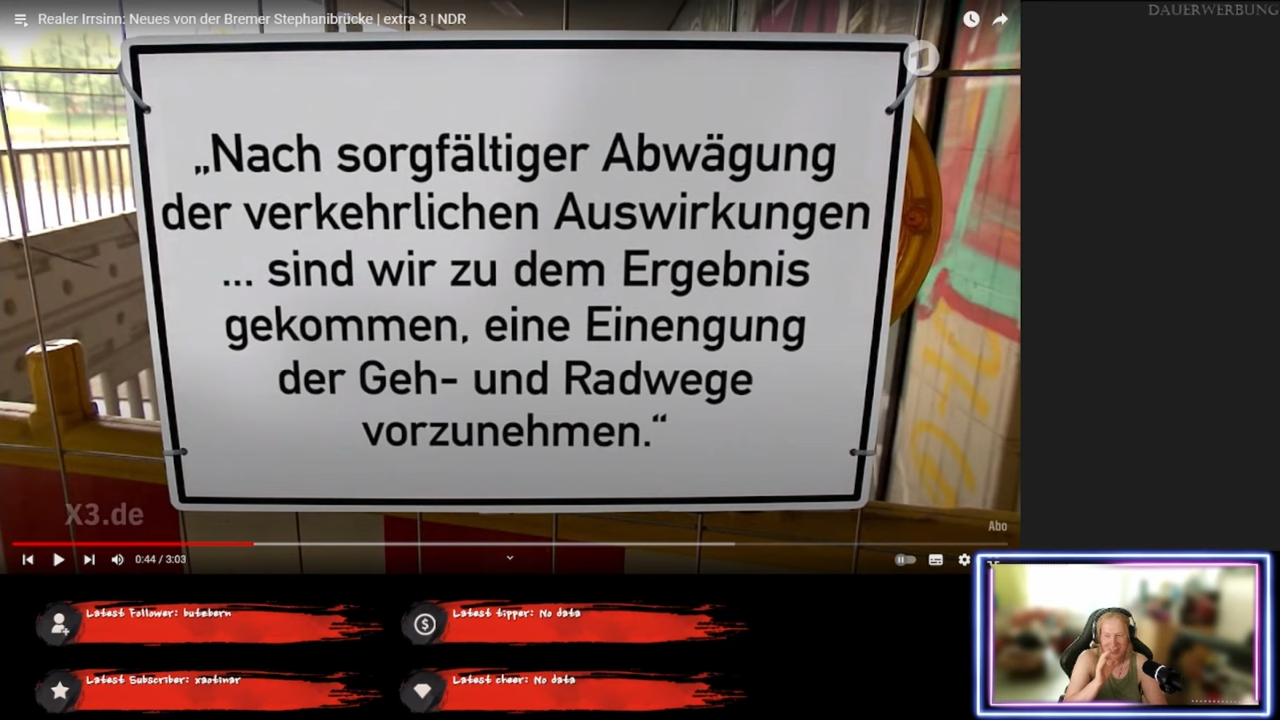 Realer Irrsinn: Neues von der Bremer Stephanibrücke | extra 3 | NDR
DAUERWERBUNG
„Nach sorgfältiger Abwägung
der verkehrlichen Auswirkungen
... sind wir zu dem Ergebnis
gekommen, eine Einengung
der Geh- und Radwege
vorzunehmen.“
X3.de
Abo
0:44 / 3:03
Latest Follower: butebern
Latest tipper: No data
Latest Subscriber: xaotinar
Latest cheer: No data